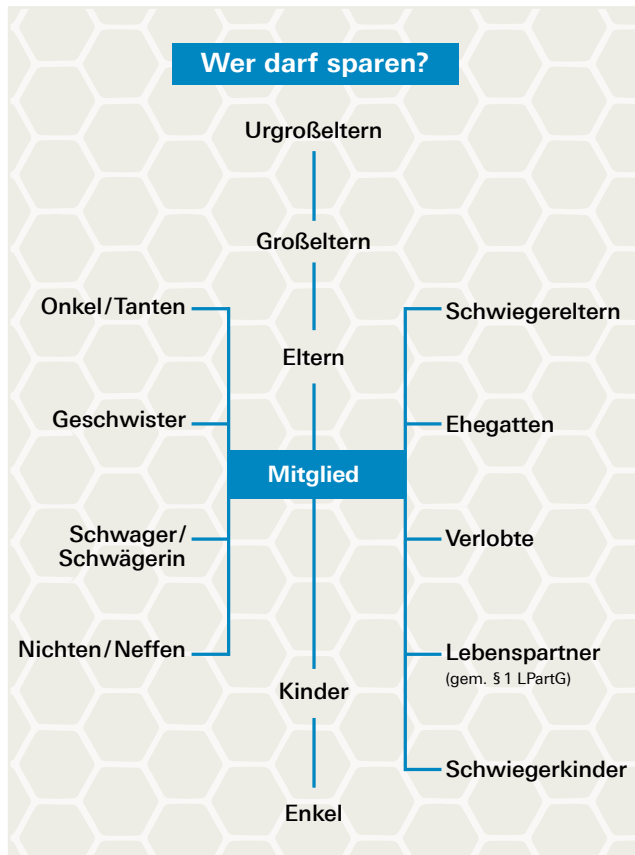 Wer darf sparen?
Urgroßeltern
Großeltern
Onkel/Tanten
Schwiegereltern
Eltern
Geschwister
Ehegatten
Mitglied
Schwager/
Schwägerin
Verlobte
Nichten/Neffen
Lebenspartner
(gem. § 1 LPartG)
Kinder
Schwiegerkinder
Enkel